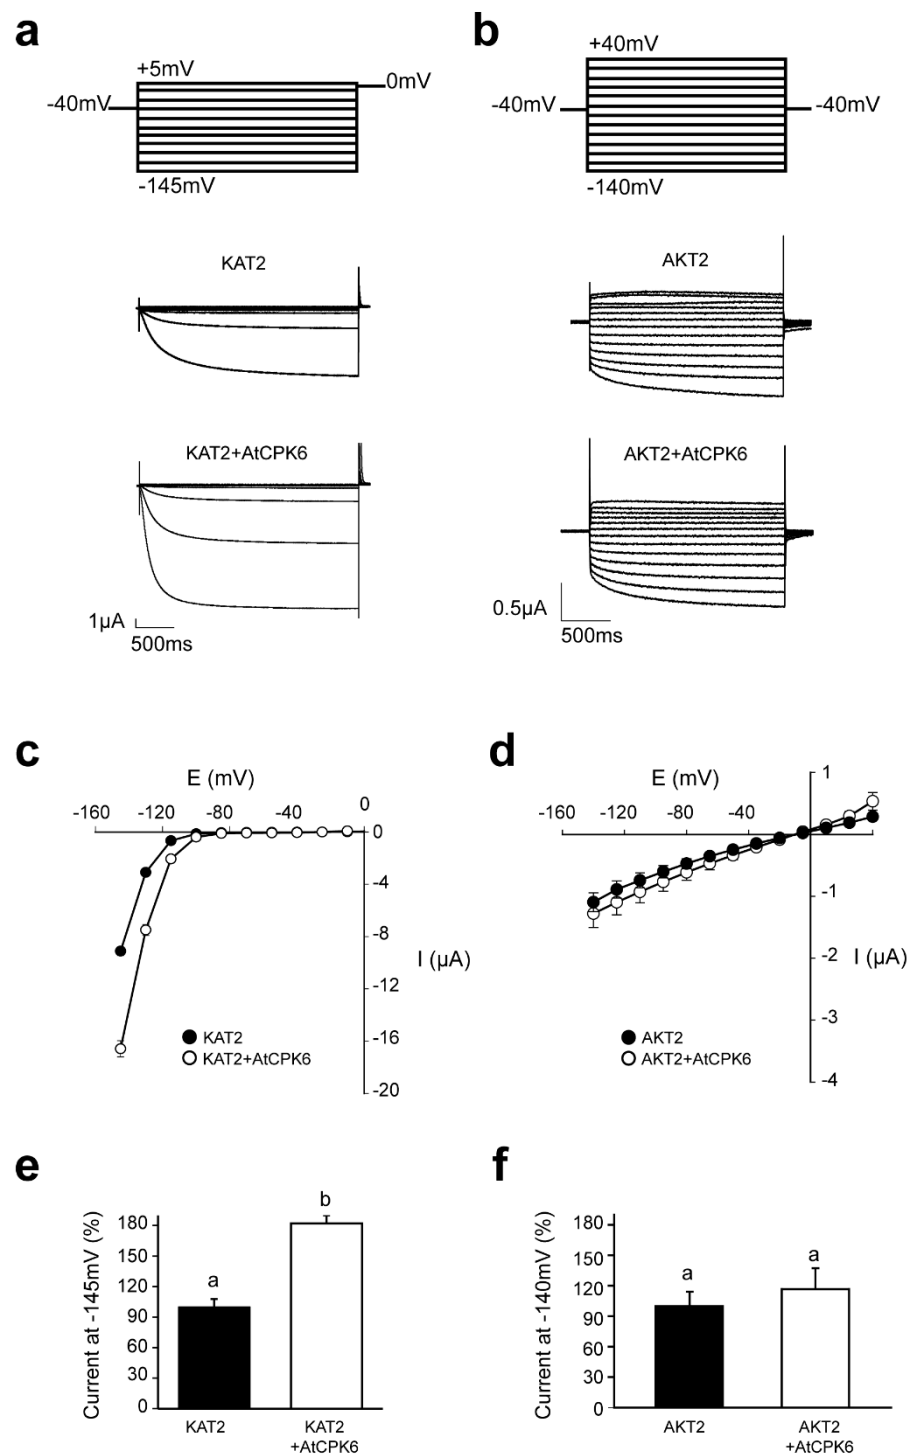 a
b
+5mV
0mV
-40mV
-145mV
+40mV
-40mV
-40mV
-140mV
KAT2
AKT2
KAT2+AtCPK6
AKT2+AtCPK6
1µA
500ms
0.5µA
500ms
c
E (mV)
-160
-120
-80
-40
0
0
-4
-8
-12
-16
-20
I (µA)
KAT2
KAT2+AtCPK6
d
E (mV)
-160
-120
-80
-40
1
-1
-2
-3
-4
I (µA)
AKT2
AKT2+AtCPK6
e
Current at -145mV (%)
180
150
120
90
60
30
0
a
b
KAT2
KAT2
+AtCPK6
f
Current at -140mV (%)
180
150
120
90
60
30
0
a
a
AKT2
AKT2
+AtCPK6